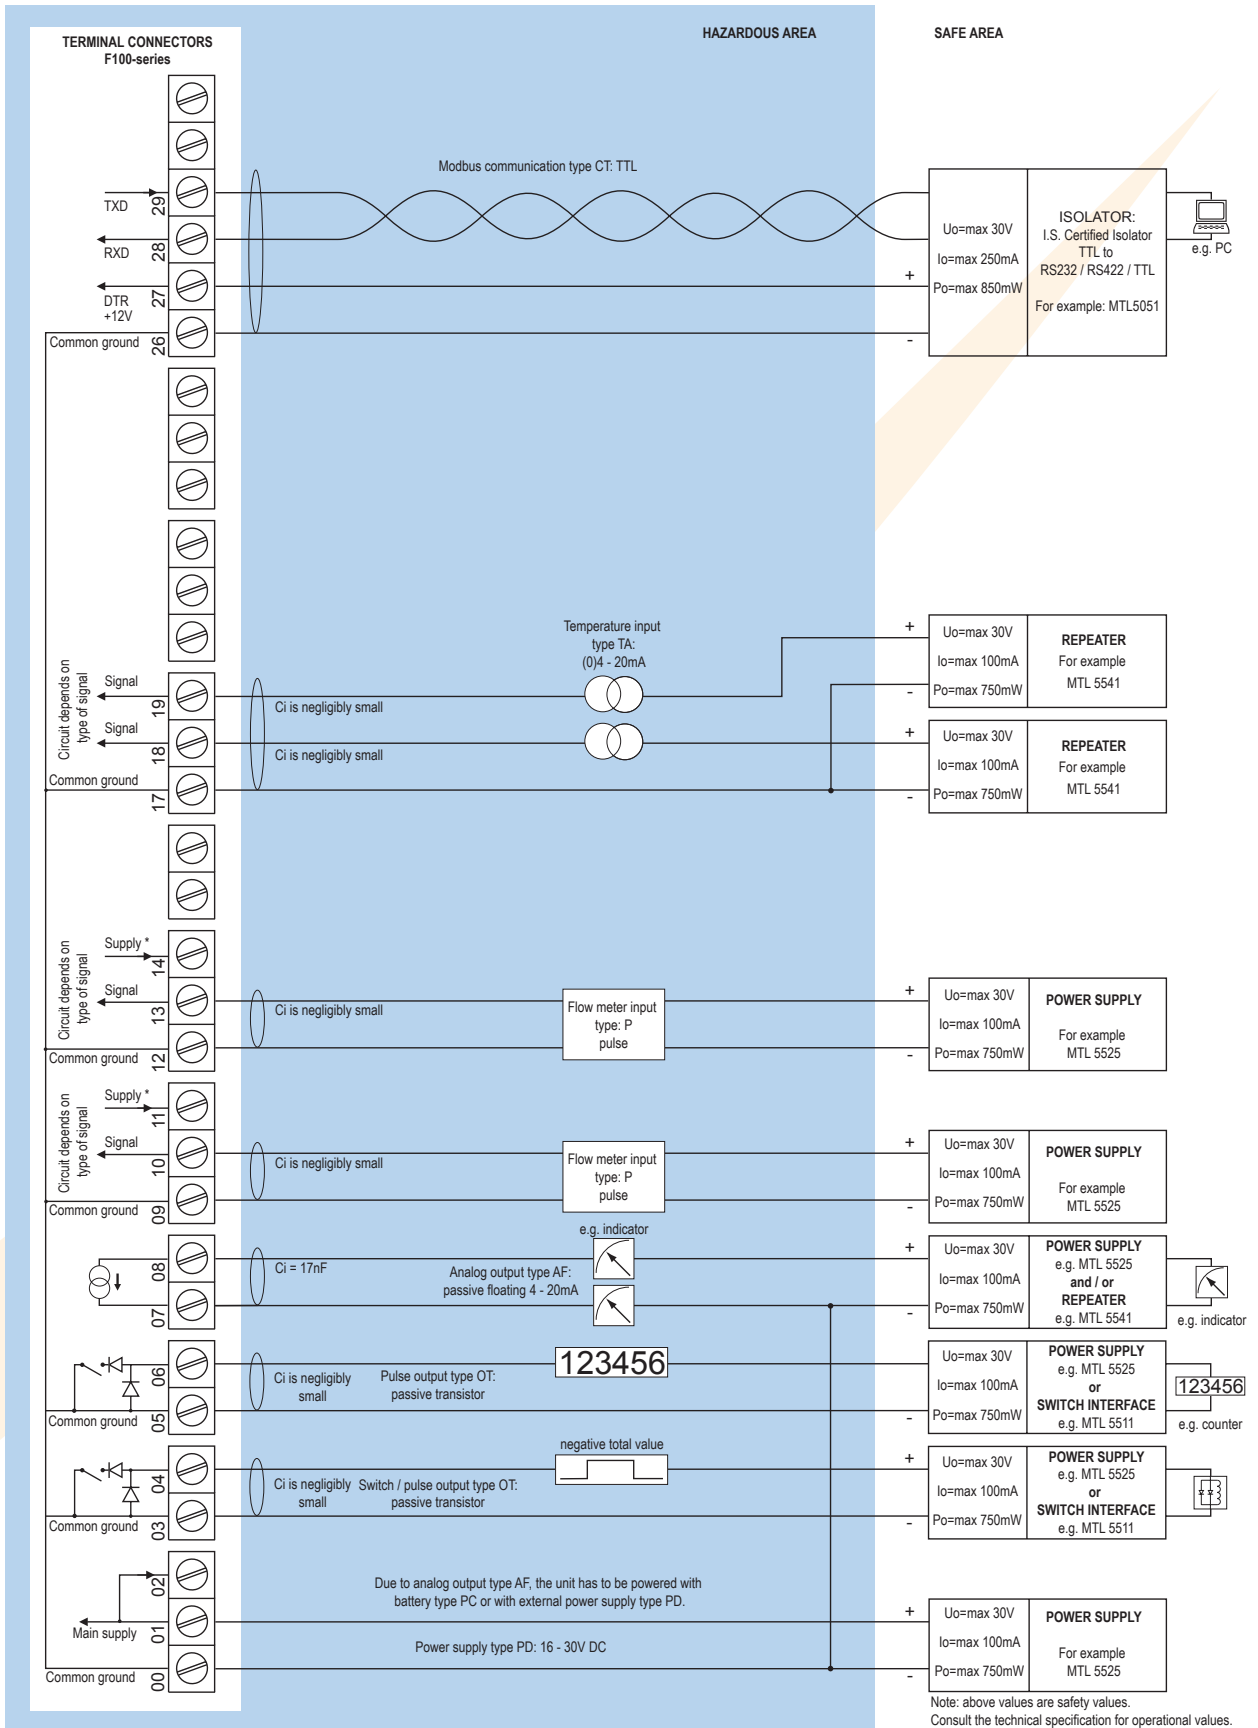 HAZARDOUS AREA
SAFE AREA
TERMINAL CONNECTORS
F100-series
Modbus communication type CT: TTL
29
TXD
28
RXD
27
DTR
+12V
26
Common ground
+
-
Uo=max 30V
Io=max 250mA
Po=max 850mW
ISOLATOR:
I.S. Certified Isolator
TTL to
RS232 / RS422 / TTL
For example: MTL5051
e.g. PC
Circuit depends on
type of signal
Signal
19
Signal
18
Common ground
17
Ci is negligibly small
Ci is negligibly small
Temperature input
type TA:
(0)4 - 20mA
+
-
Uo=max 30V
Io=max 100mA
Po=max 750mW
REPEATER
For example
MTL 5541
+
-
Uo=max 30V
Io=max 100mA
Po=max 750mW
REPEATER
For example
MTL 5541
Circuit depends on
type of signal
Supply *
14
Signal
13
Common ground
12
Ci is negligibly small
Flow meter input
type: P
pulse
+
-
Uo=max 30V
Io=max 100mA
Po=max 750mW
POWER SUPPLY
For example
MTL 5525
Circuit depends on
type of signal
Supply *
11
Signal
10
Common ground
09
Ci is negligibly small
Flow meter input
type: P
pulse
+
-
Uo=max 30V
Io=max 100mA
Po=max 750mW
POWER SUPPLY
For example
MTL 5525
08
07
Ci = 17nF
e.g. indicator
Analog output type AF:
passive floating 4 - 20mA
+
-
Uo=max 30V
Io=max 100mA
Po=max 750mW
POWER SUPPLY
e.g. MTL 5525
and / or
REPEATER
e.g. MTL 5541
e.g. indicator
06
05
Common ground
Ci is negligibly
small
Pulse output type OT:
passive transistor
123456
+
-
Uo=max 30V
Io=max 100mA
Po=max 750mW
POWER SUPPLY
e.g. MTL 5525
or
SWITCH INTERFACE
e.g. MTL 5511
123456
e.g. counter
04
03
Common ground
Ci is negligibly
small
Switch / pulse output type OT:
passive transistor
negative total value
+
-
Uo=max 30V
Io=max 100mA
Po=max 750mW
POWER SUPPLY
e.g. MTL 5525
or
SWITCH INTERFACE
e.g. MTL 5511
02
01
Main supply
00
Common ground
Due to analog output type AF, the unit has to be powered with
battery type PC or with external power supply type PD.
Power supply type PD: 16 - 30V DC
+
-
Uo=max 30V
Io=max 100mA
Po=max 750mW
POWER SUPPLY
For example
MTL 5525
Note: above values are safety values.
Consult the technical specification for operational values.